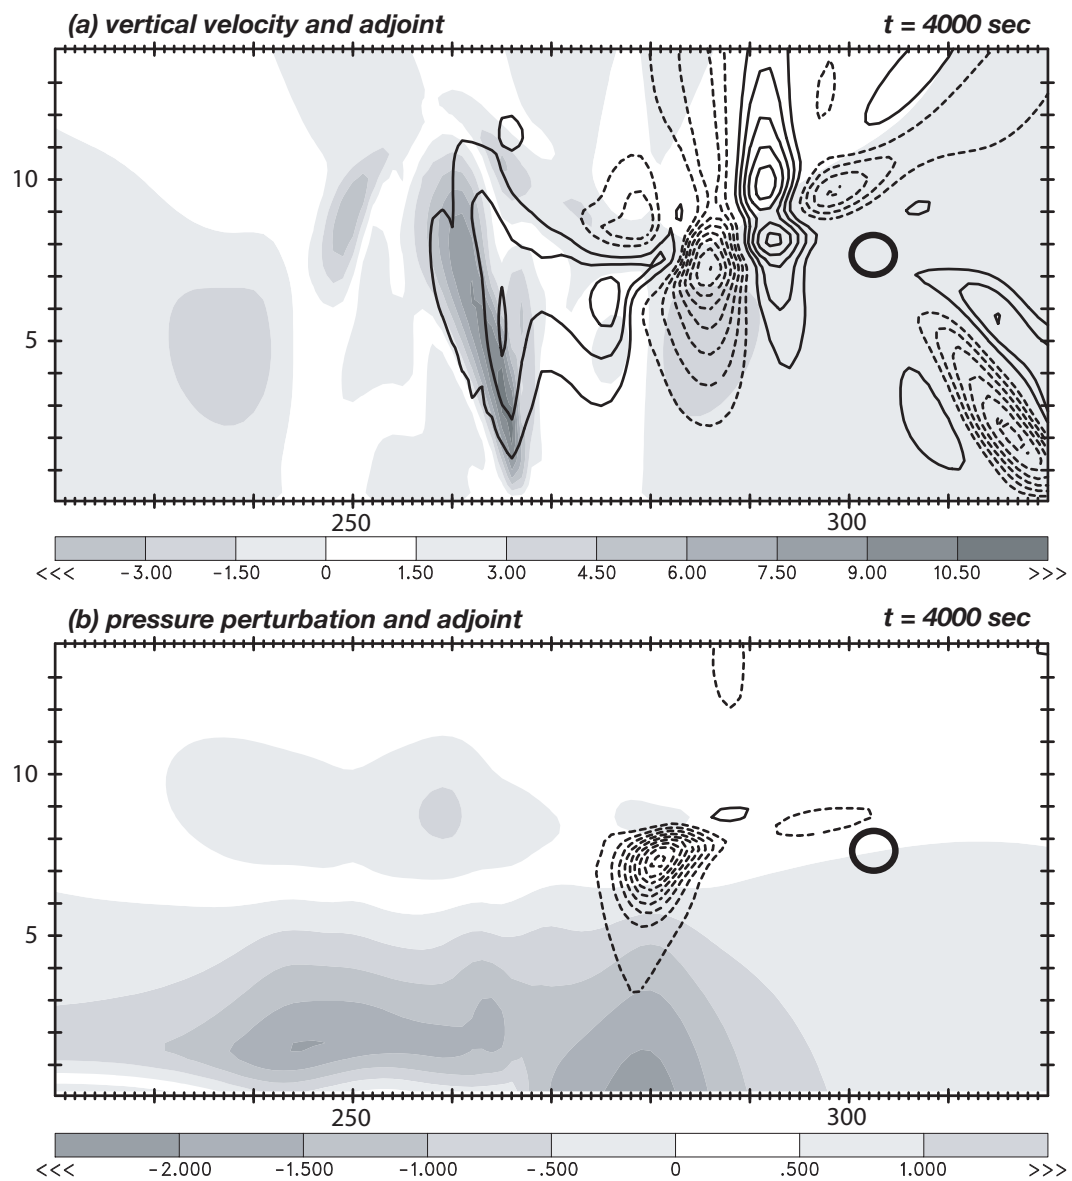 (a) vertical velocity and adjoint t = 4000 sec
10
5
250 300
<<< -3.00 -1.50 0 1.50 3.00 4.50 6.00 7.50 9.00 10.50 >>>
(b) pressure perturbation and adjoint t = 4000 sec
10
5
250 300
<<< -2.000 -1.500 -1.000 -.500 0 .500 1.000 >>>